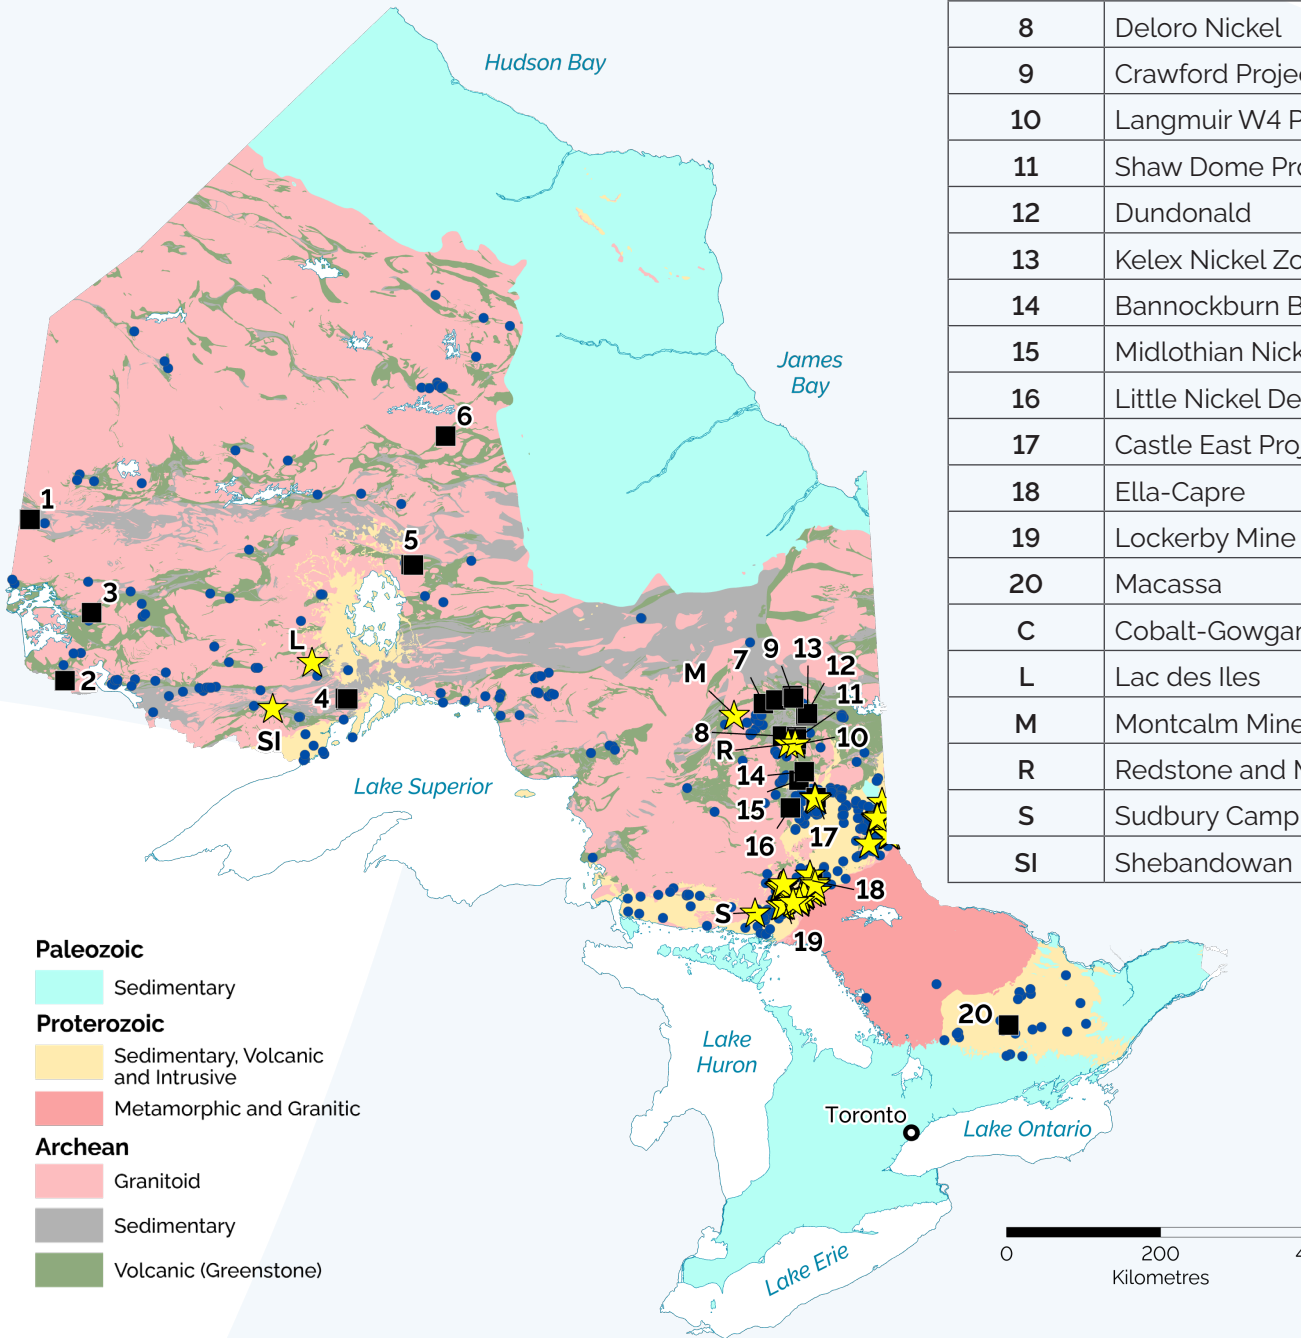 Hudson Bay
James
Bay
6
1
5
3
L
2
4
SI
M
7
9
13
12
11
8
R
10
14
15
16
17
18
S
19
20
Lake Superior
Lake
Huron
Toronto
Lake Ontario
Lake Erie
8 Deloro Nickel
9 Crawford Projec
10 Langmuir W4 P
11 Shaw Dome Pro
12 Dundonald
13 Kelex Nickel Zo
14 Bannockburn B
15 Midlothian Nick
16 Little Nickel De
17 Castle East Proj
18 Ella-Capre
19 Lockerby Mine
20 Macassa
C Cobalt-Gowgan
L Lac des Iles
M Montcalm Mine
R Redstone and M
S Sudbury Camp
SI Shebandowan
Paleozoic
Sedimentary
Proterozoic
Sedimentary, Volcanic
and Intrusive
Metamorphic and Granitic
Archean
Granitoid
Sedimentary
Volcanic (Greenstone)
0 200 4
Kilometres